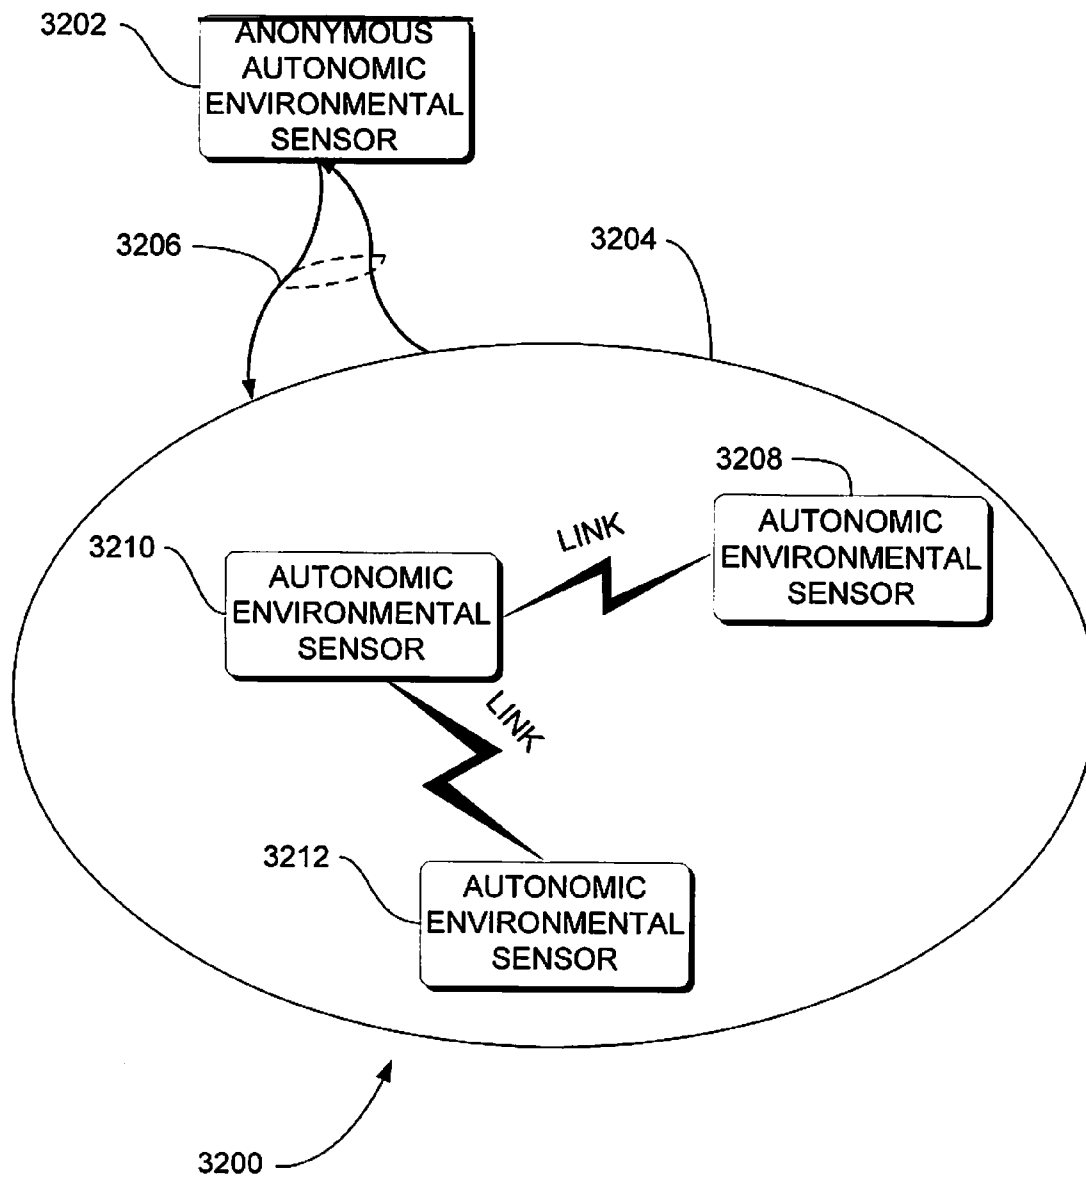 3202
ANONYMOUS
AUTONOMIC
ENVIRONMENTAL
SENSOR
3206
3204
3208
AUTONOMIC
ENVIRONMENTAL
SENSOR
LINK
3210
AUTONOMIC
ENVIRONMENTAL
SENSOR
LINK
3212
AUTONOMIC
ENVIRONMENTAL
SENSOR
3200